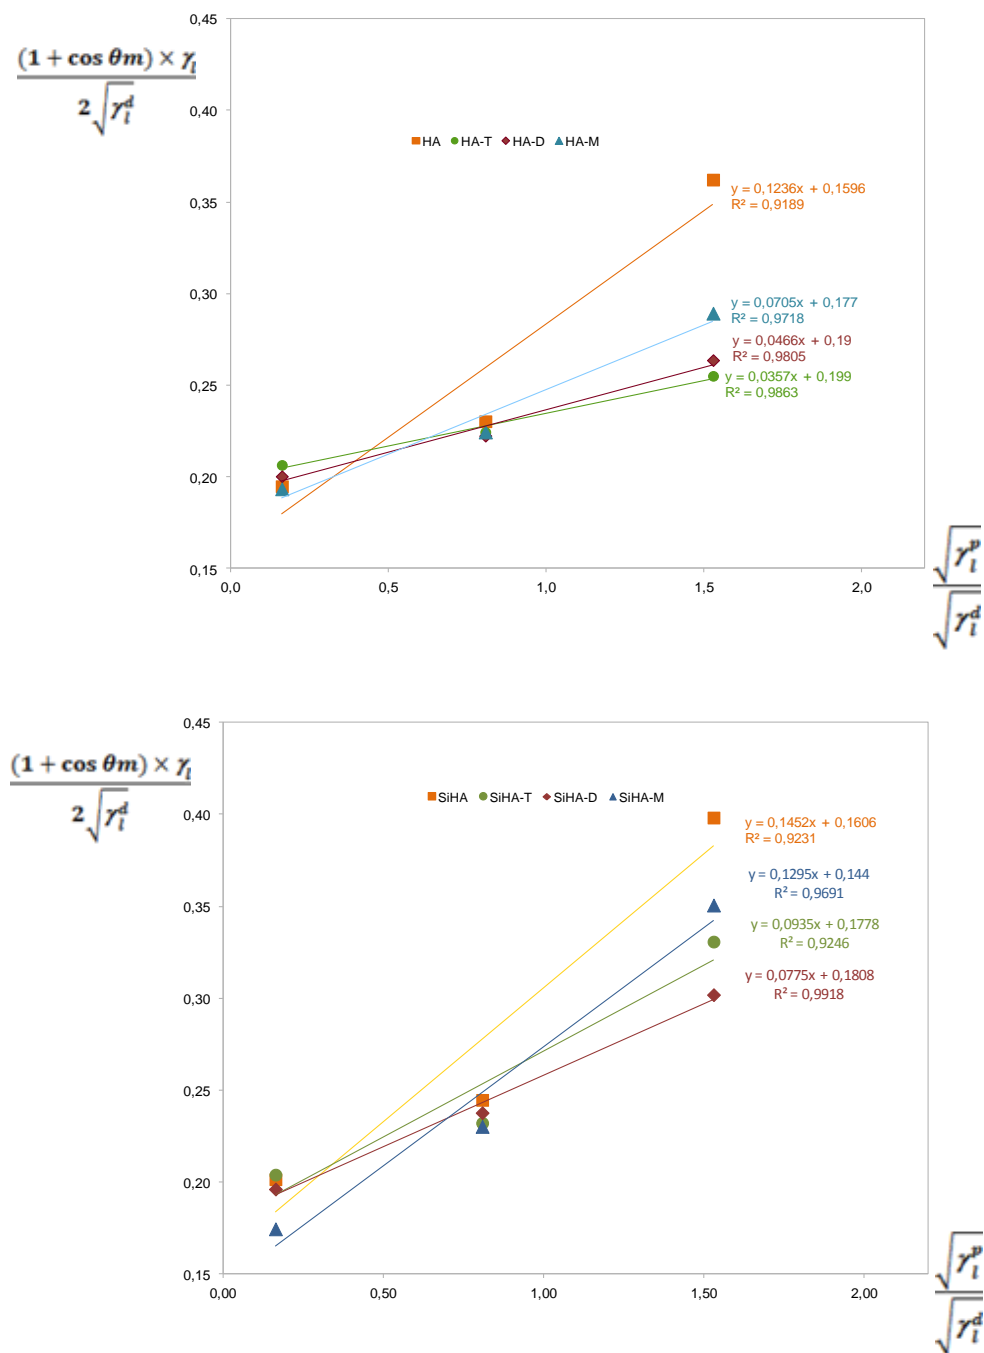 0,45
(1 + cos θm) × γl
2√γl^d
0,40
HA HA-T HA-D HA-M
0,35
y = 0,1236x + 0,1596
R² = 0,9189
0,30
y = 0,0705x + 0,177
R² = 0,9718
y = 0,0466x + 0,19
R² = 0,9805
0,25
y = 0,0357x + 0,199
R² = 0,9863
0,20
0,15
0,0 0,5 1,0 1,5 2,0
√γl^p
√γl^d
0,45
(1 + cos θm) × γl
2√γl^d
0,40
SiHA SiHA-T SiHA-D SiHA-M
y = 0,1452x + 0,1606
R² = 0,9231
y = 0,1295x + 0,144
R² = 0,9691
0,35
y = 0,0935x + 0,1778
R² = 0,9246
y = 0,0775x + 0,1808
R² = 0,9918
0,30
0,25
0,20
0,15
0,00 0,50 1,00 1,50 2,00
√γl^p
√γl^d